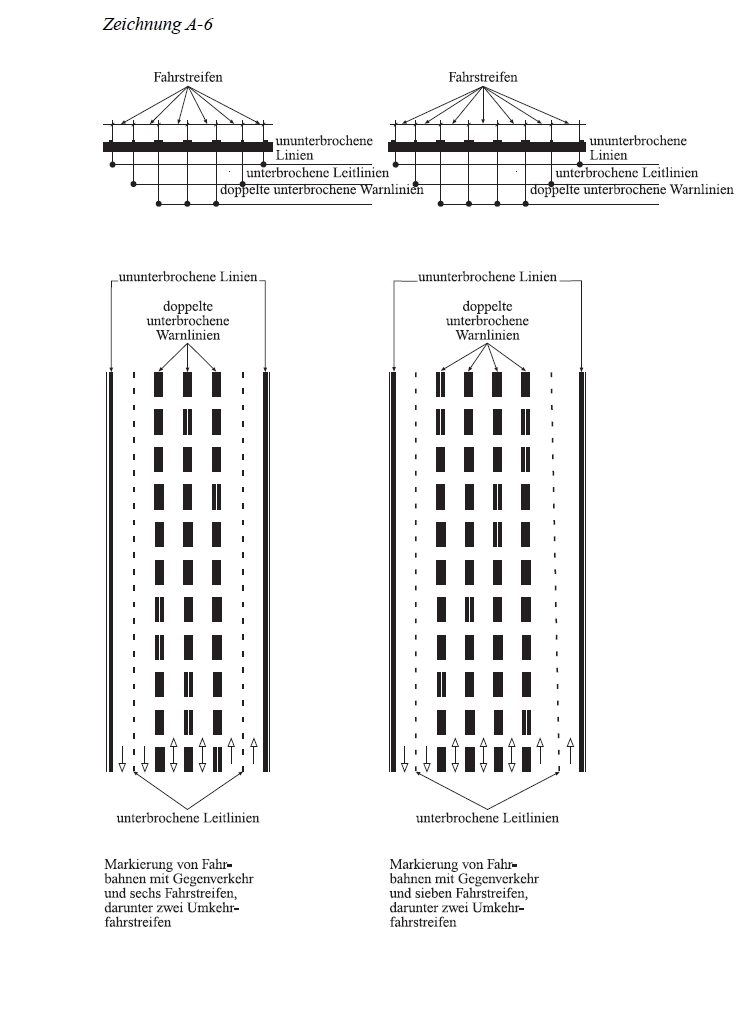 Zeichnung A-6
Fahrstreifen
ununterbrochene
Linien
unterbrochene Leitlinien
doppelte unterbrochene Warnlinien
Fahrstreifen
ununterbrochene
Linien
unterbrochene Leitlinien
doppelte unterbrochene Warnlinien
ununterbrochene Linien
doppelte
unterbrochene
Warnlinien
unterbrochene Leitlinien
Markierung von Fahr-
bahnen mit Gegenverkehr
und sechs Fahrstreifen,
darunter zwei Umkehr-
fahrstreifen
ununterbrochene Linien
doppelte
unterbrochene
Warnlinien
unterbrochene Leitlinien
Markierung von Fahr-
bahnen mit Gegenverkehr
und sieben Fahrstreifen,
darunter zwei Umkehr-
fahrstreifen